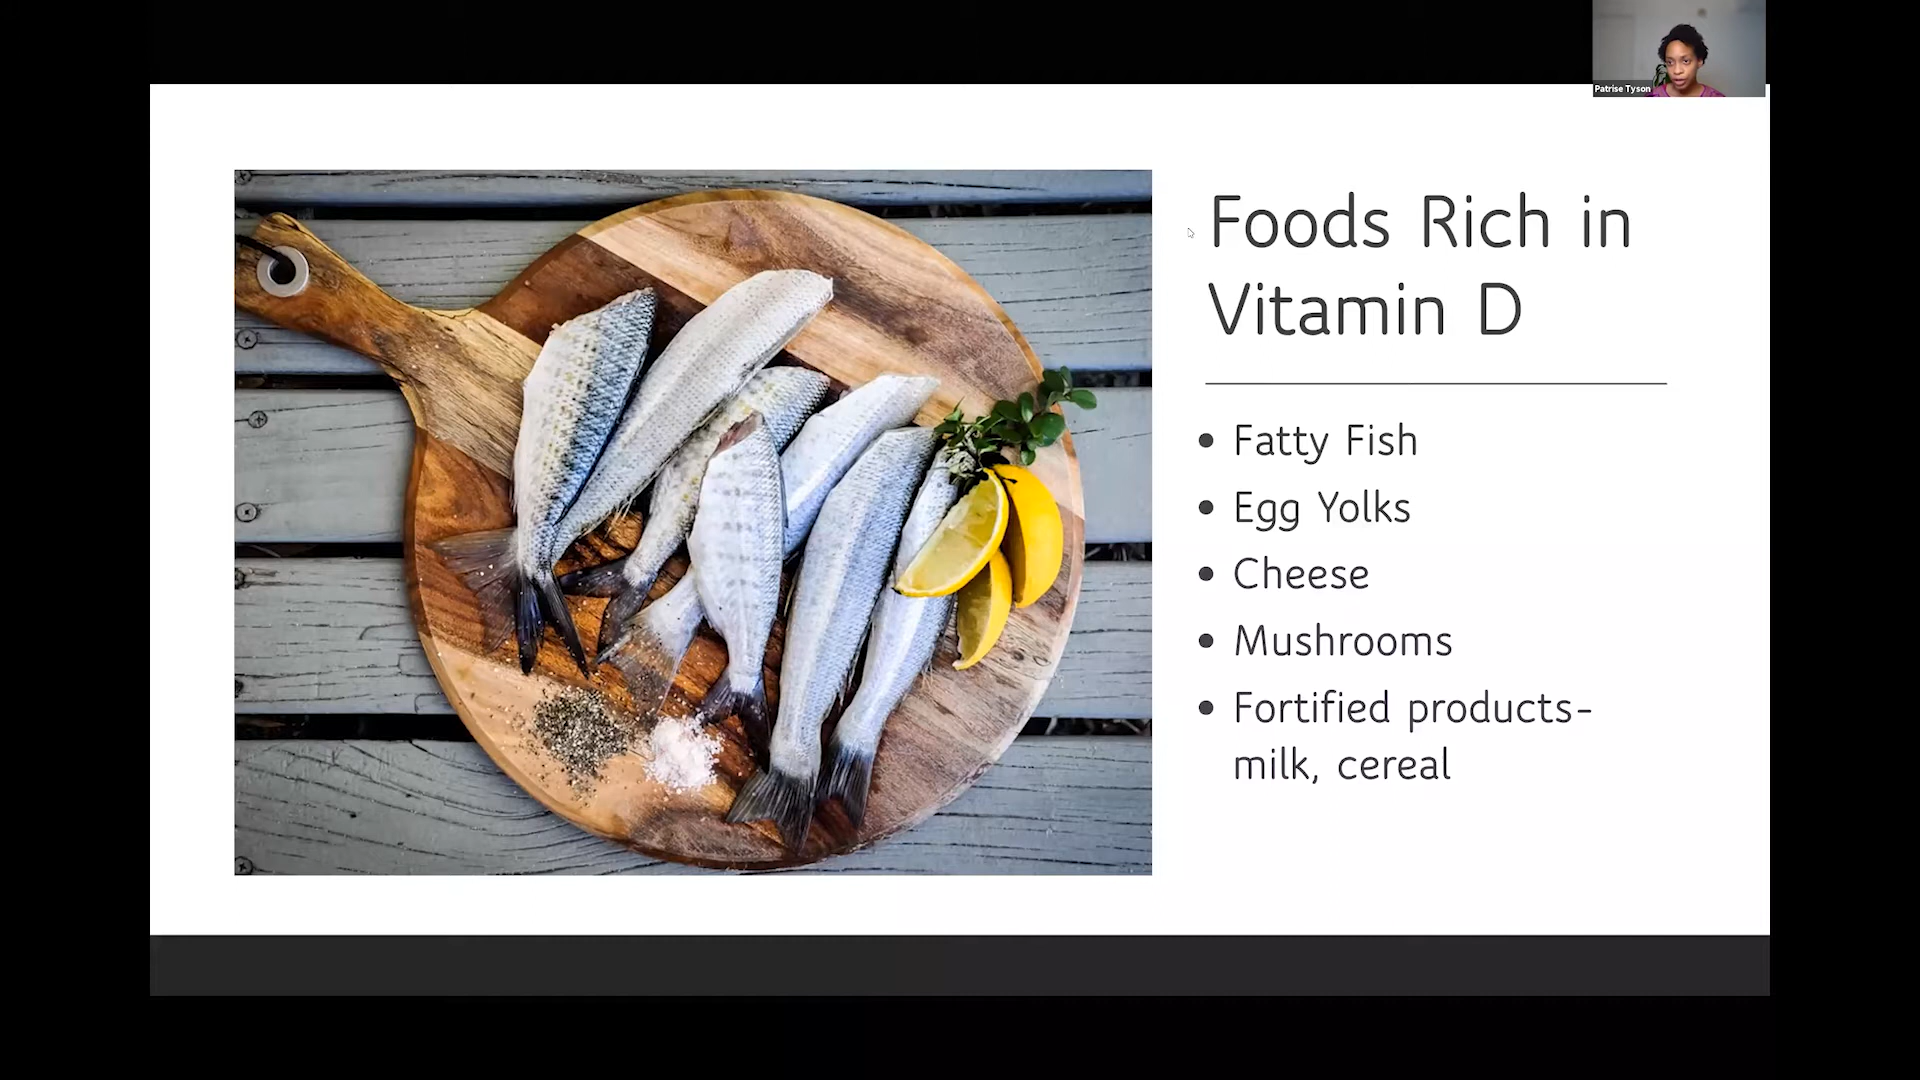 Patrise Tyson
Foods Rich in
Vitamin D
• Fatty Fish
• Egg Yolks
• Cheese
• Mushrooms
• Fortified products-
milk, cereal